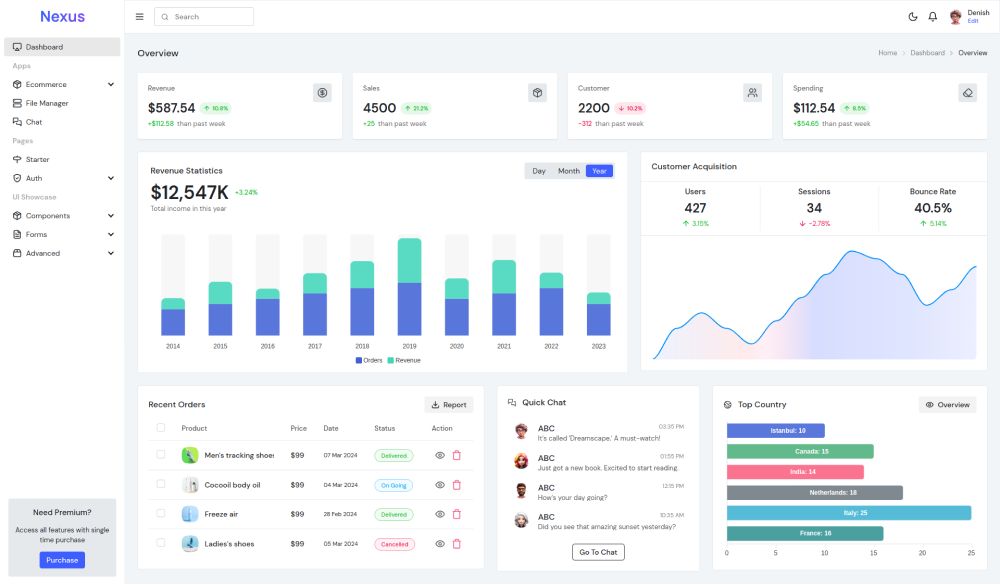 Nexus
Search
Denish
Edit
Dashboard
Apps
Ecommerce
File Manager
Chat
Pages
Starter
Auth
UI Showcase
Components
Forms
Advanced
Need Premium?
Access all features with single
time purchase
Purchase
Overview
Home > Dashboard > Overview
Revenue
$587.54 10.8%
+$112.58 than past week
Sales
4500 21.2%
+25 than past week
Customer
2200 10.2%
-312 than past week
Spending
$112.54 8.5%
+$54.65 than past week
Revenue Statistics
Day Month Year
$12,547K +3.24%
Total income in this year
2014 2015 2016 2017 2018 2019 2020 2021 2022 2023
Orders Revenue
Customer Acquisition
Users Sessions Bounce Rate
427 34 40.5%
3.15% -2.78% 5.14%
Recent Orders
Report
Product Price Date Status Action
Men's tracking shoes $99 07 Mar 2024 Delivered
Cocooil body oil $99 04 Mar 2024 On Going
Freeze air $99 28 Feb 2024 Delivered
Ladies's shoes $99 05 Mar 2024 Cancelled
Quick Chat
ABC 03:35 PM
It's called 'Dreamscape.' A must-watch!
ABC 01:55 PM
Just got a new book. Excited to start reading.
ABC 12:15 PM
How's your day going?
ABC 10:35 AM
Did you see that amazing sunset yesterday?
Go To Chat
Top Country
Overview
Istanbul: 10
Canada: 15
India: 14
Netherlands: 18
Italy: 25
France: 16
0 5 10 15 20 25